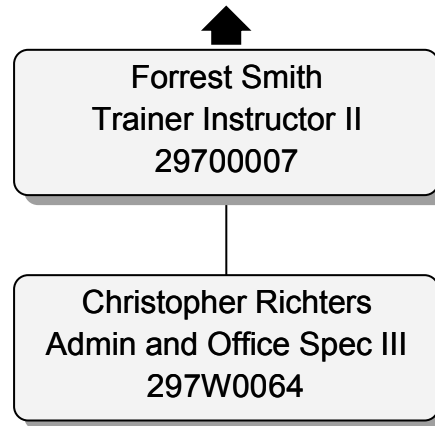 Forrest Smith
Trainer Instructor II
29700007
Christopher Richters
Admin and Office Spec III
297W0064